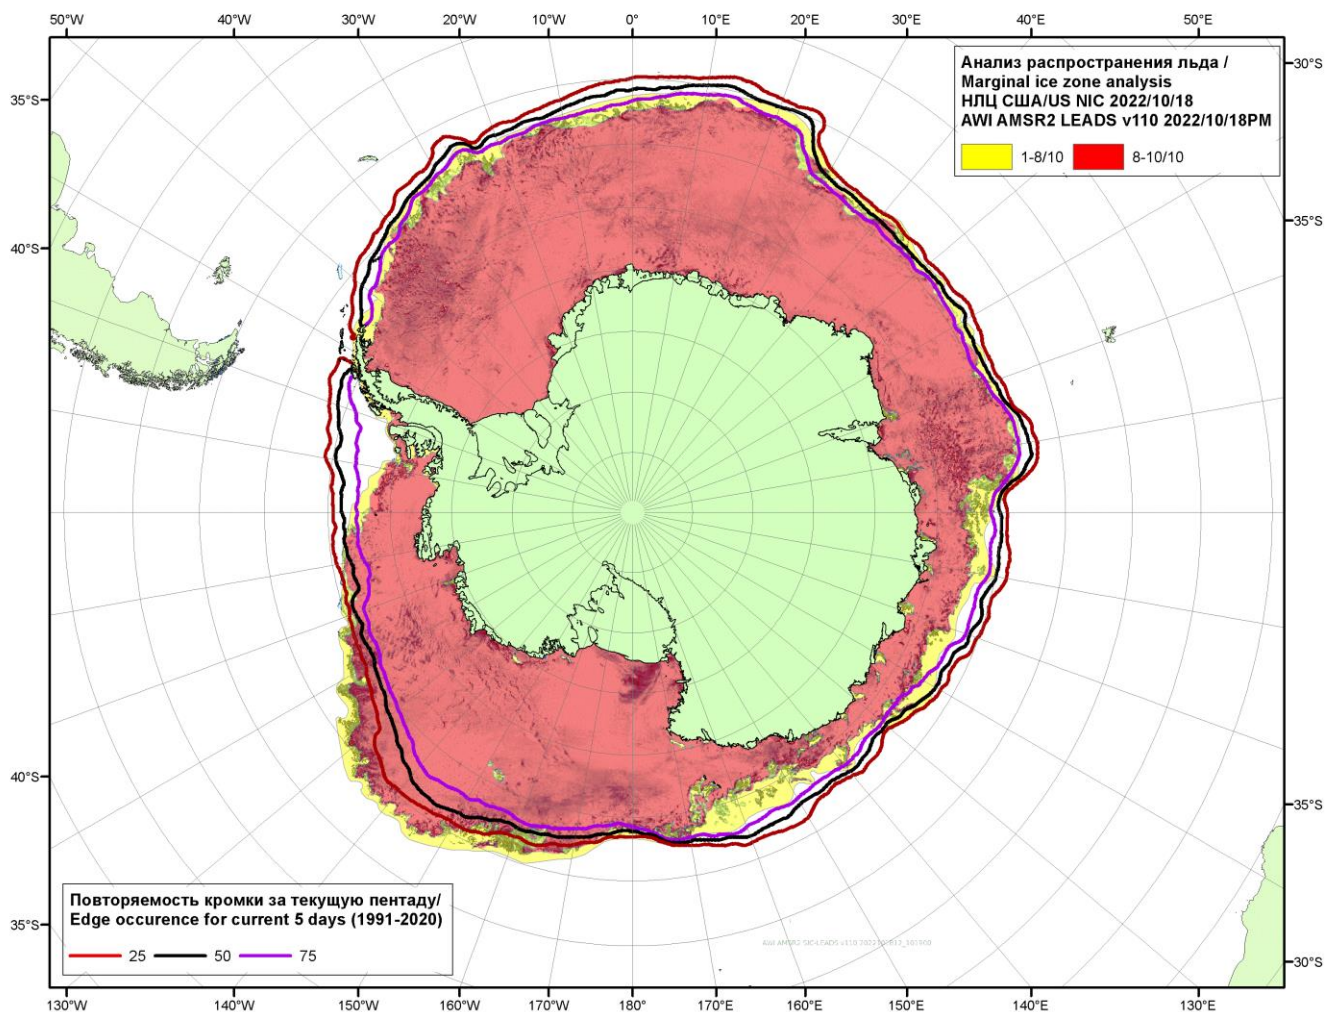 50°W 40°W 30°W 20°W 10°W 0° 10°E 20°E 30°E 40°E 50°E
Анализ распространения льда /
Marginal ice zone analysis
НЛЦ США/US NIC 2022/10/18
AWI AMSR2 LEADS v110 2022/10/18PM
1-8/10 8-10/10
30°S
35°S
35°S
40°S
40°S
35°S
35°S
30°S
Повторяемость кромки за текущую пентаду/
Edge occurence for current 5 days (1991-2020)
25 50 75
130°W 140°W 150°W 160°W 170°W 180° 170°E 160°E 150°E 140°E 130°E